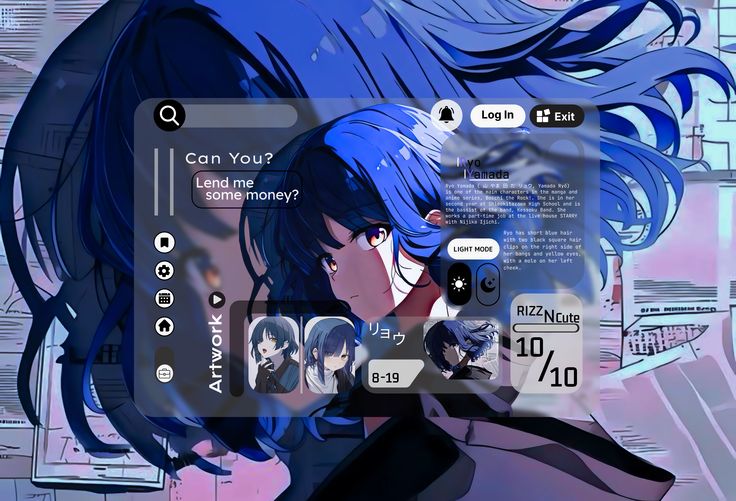 Log In
Exit
Can You?
Lend me
some money?
Ryo
Yamada
Ryo Yamada ( 山 やま 田 だ リョウ, Yamada Ryō)
is one of the main characters in the manga and
anime series, Bocchi the Rock!. She is in her
second year at Shimokitazawa High School and is
the bassist of the band, Kessoku Band. She
works a part-time job at the live house STARRY
with Nijika Ijichi.
Ryo has short blue hair
with two black square hair
clips on the right side of
her bangs and yellow eyes,
with a mole on her left
cheek.
LIGHT MODE
Artwork
リョウ
8-19
RIZZ
N Cute
10/10